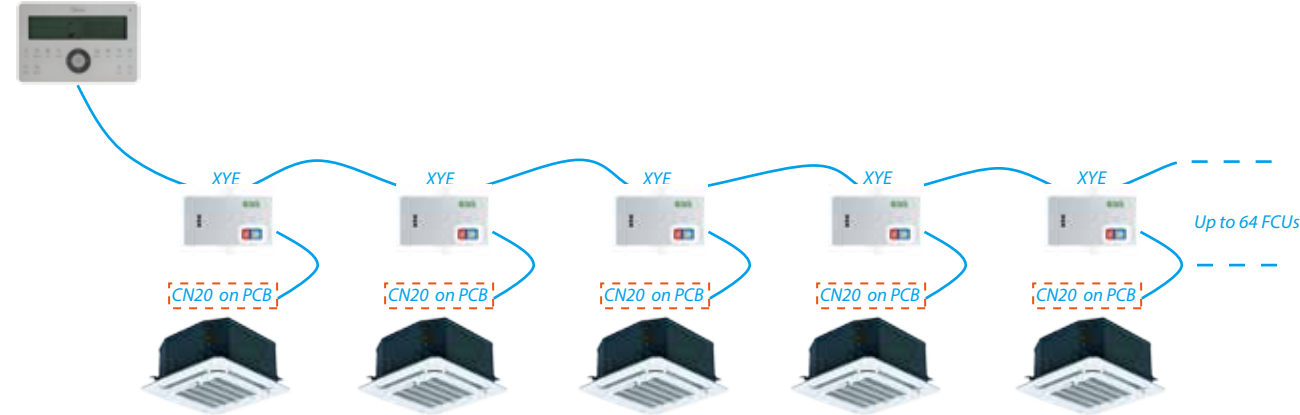 XYE XYE XYE XYE XYE
Up to 64 FCUs
CN20 on PCB CN20 on PCB CN20 on PCB CN20 on PCB CN20 on PCB